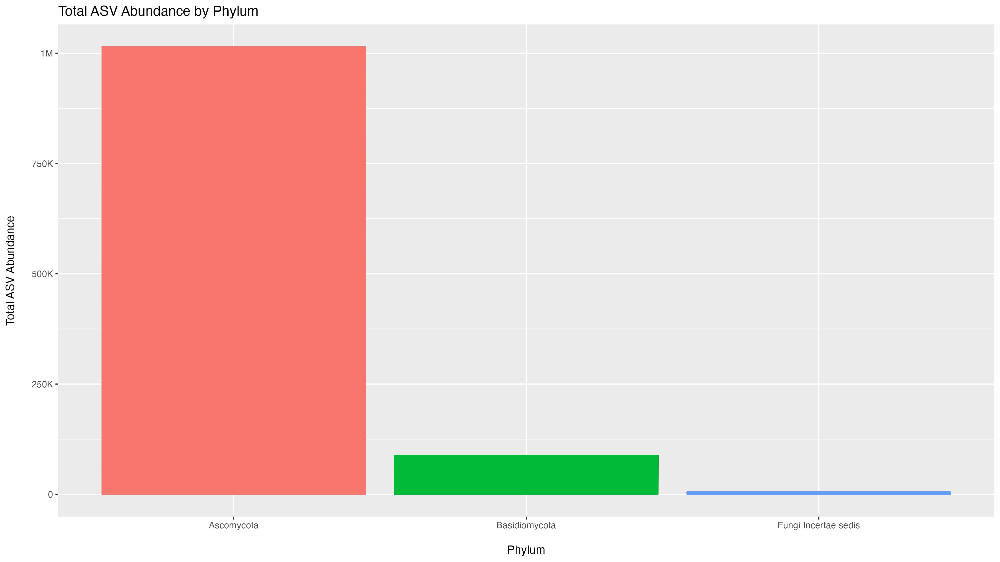 Total ASV Abundance by Phylum
Total ASV Abundance
1M
750K
500K
250K
0
Ascomycota Basidiomycota Fungi Incertae sedis
Phylum